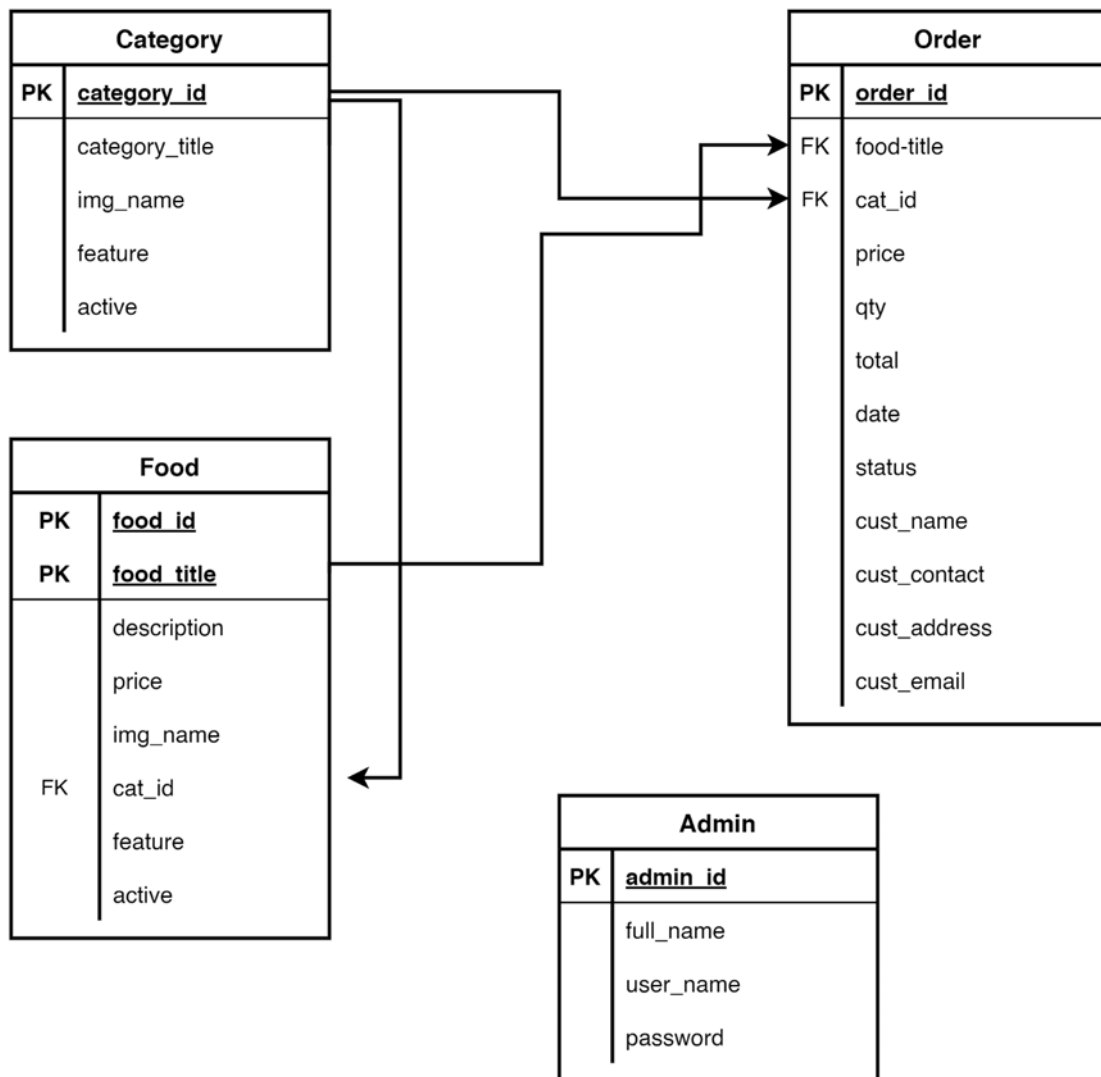 Category
PK category_id
category_title
img_name
feature
active
Order
PK order_id
FK food-title
FK cat_id
price
qty
total
date
status
cust_name
cust_contact
cust_address
cust_email
Food
PK food_id
PK food_title
description
price
img_name
FK cat_id
feature
active
Admin
PK admin_id
full_name
user_name
password